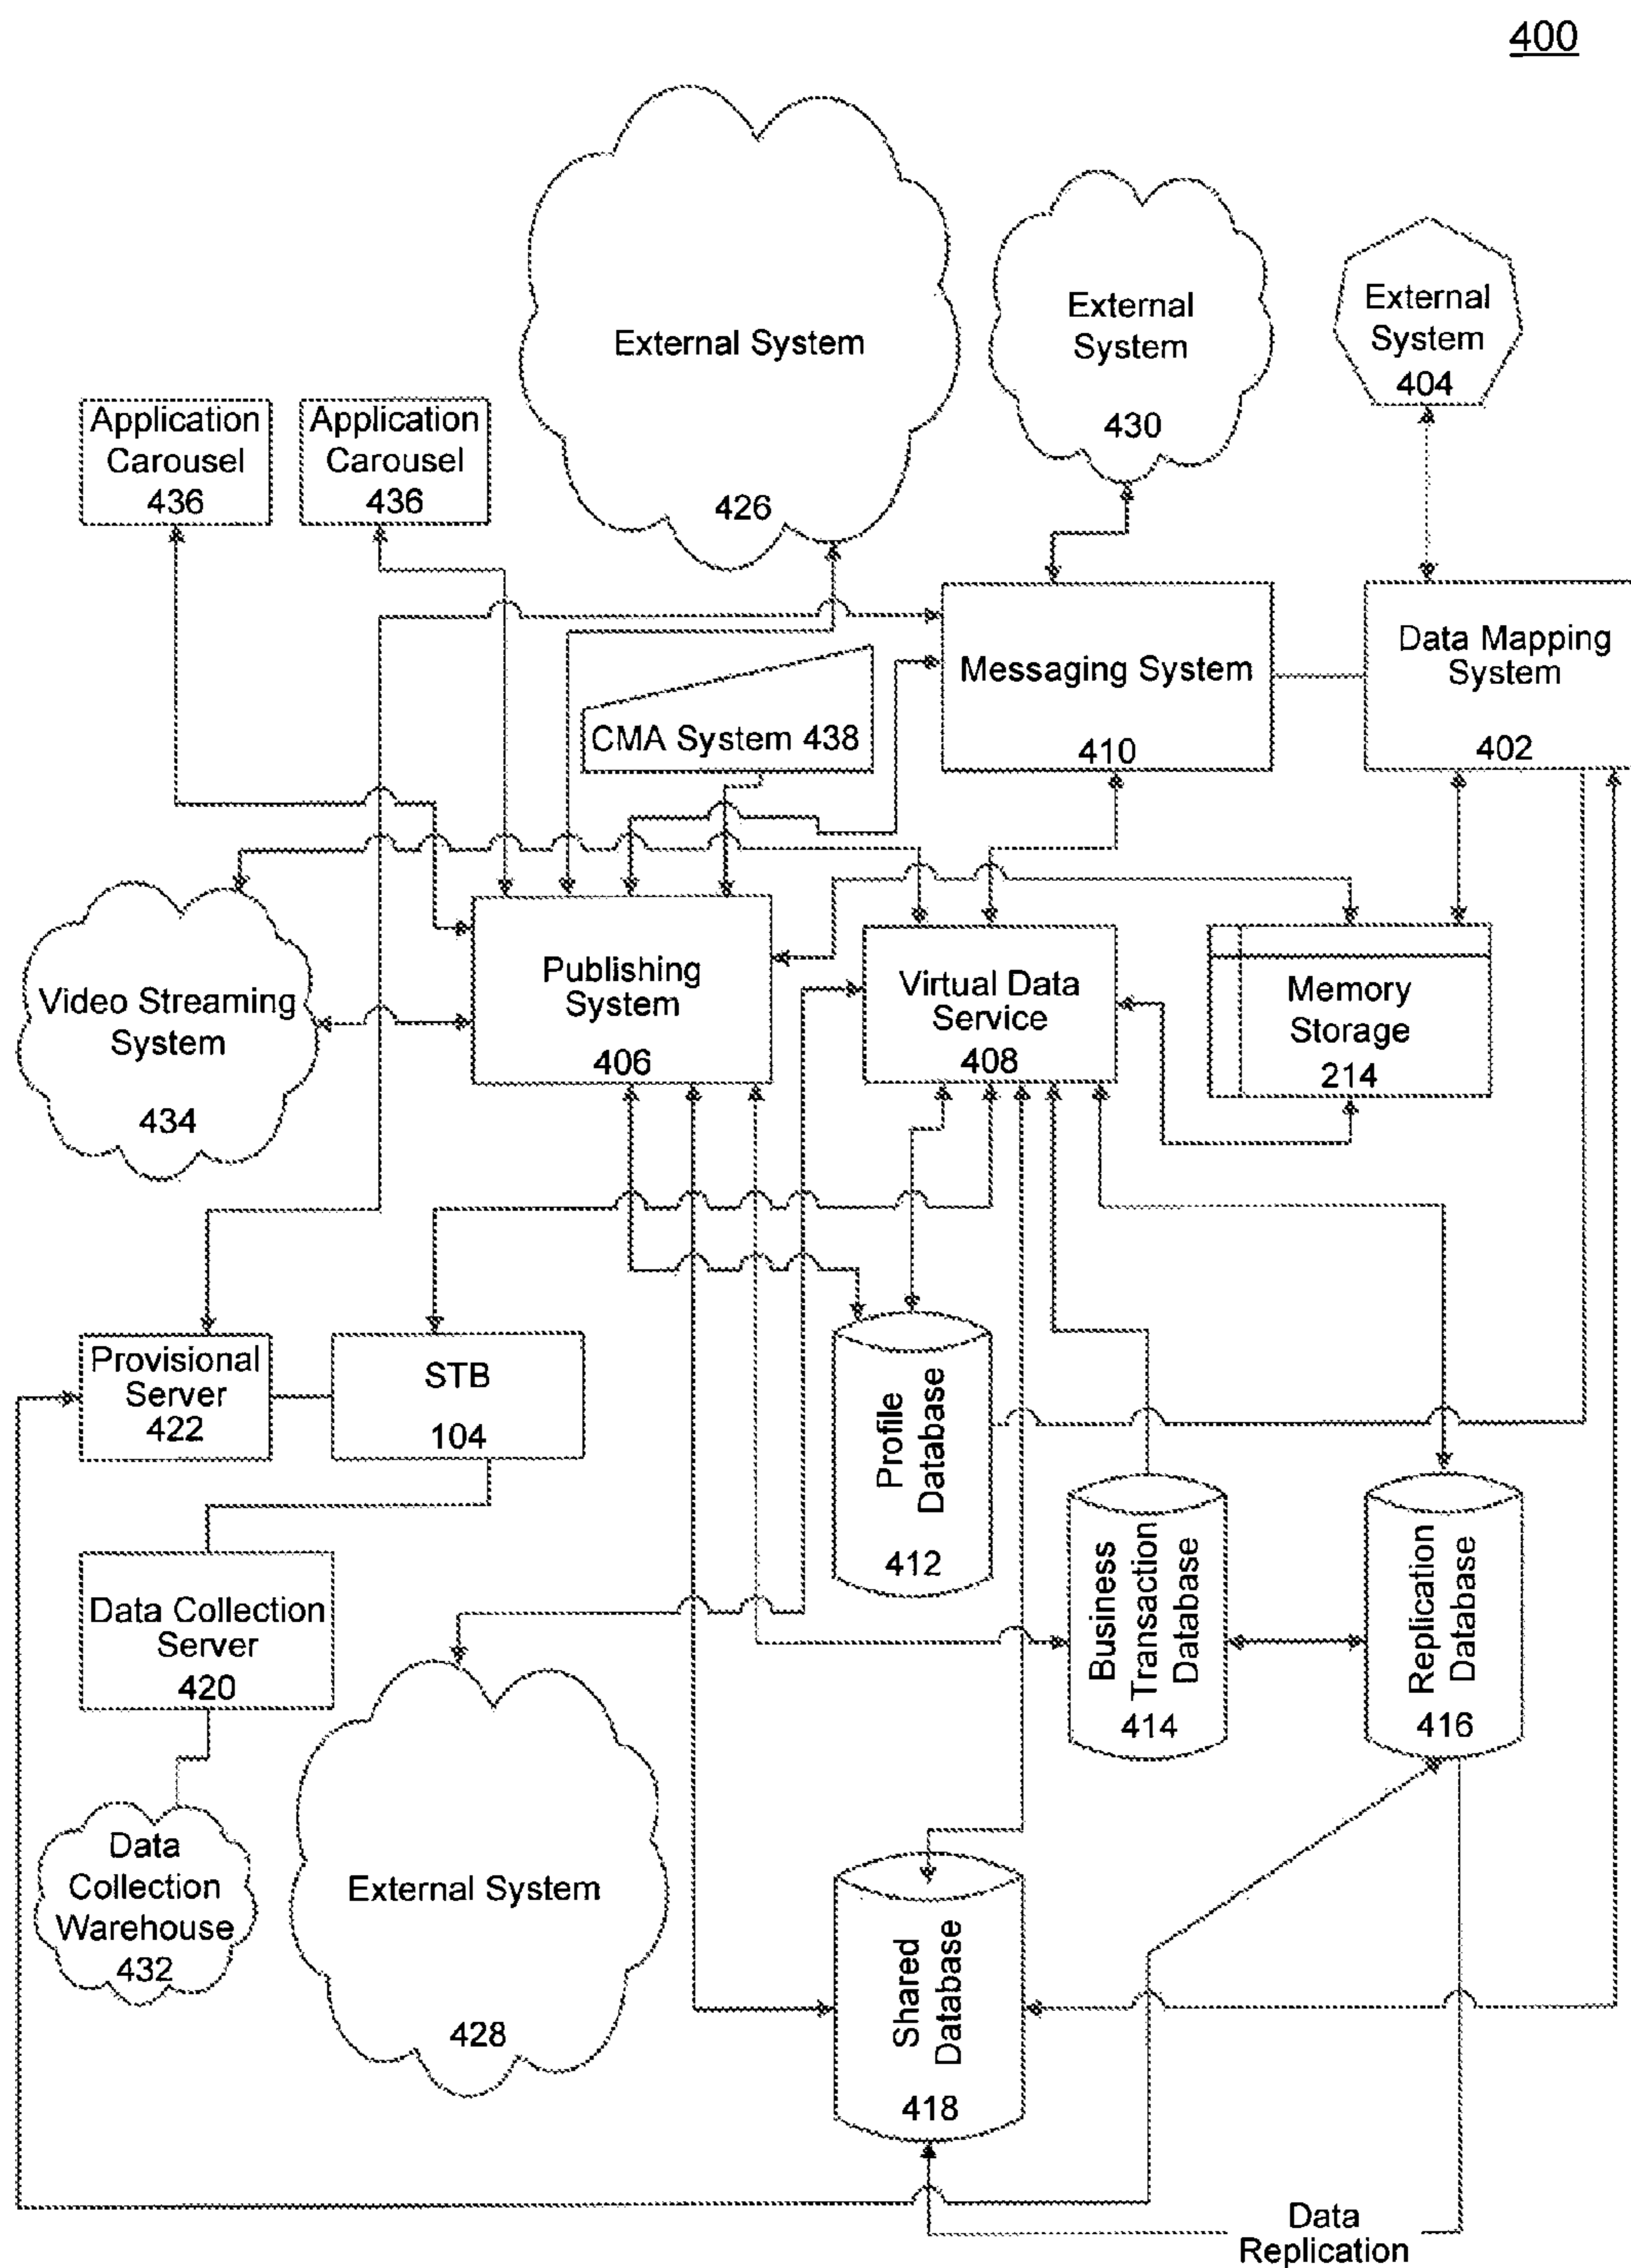 400
External System
426
External
System
430
External
System
404
Application
Carousel
436
Application
Carousel
436
Messaging System
410
Data Mapping
System
402
CMA System 438
Publishing
System
406
Virtual Data
Service
408
Memory
Storage
214
Video Streaming
System
434
Provisional
Server
422
STB
104
Profile
Database
412
Business
Transaction
Database
414
Replication
Database
416
Data Collection
Server
420
Data
Collection
Warehouse
432
External System
428
Shared
Database
418
Data
Replication